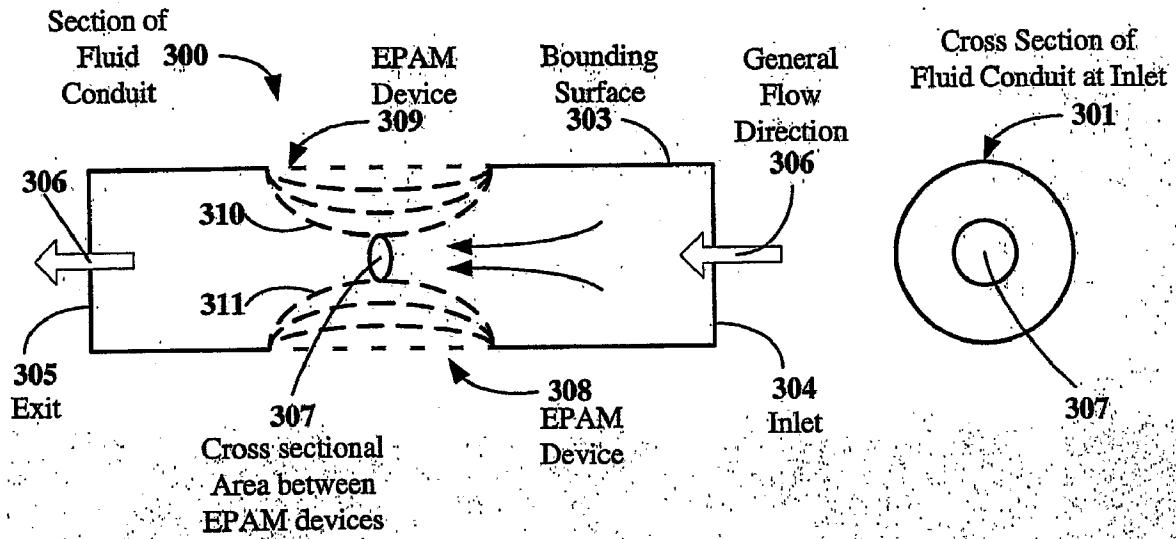 Section of
Fluid 300
Conduit
EPAM
Device
309
Bounding
Surface
303
General
Flow
Direction
306
Cross Section of
Fluid Conduit at Inlet
301
306
310
311
305
Exit
307
Cross sectional
Area between
EPAM devices
308
EPAM
Device
304
Inlet
307